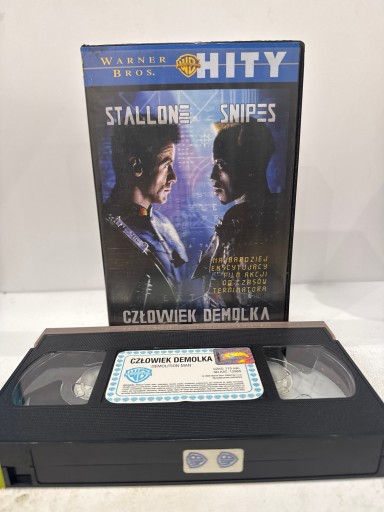 WARNER
BROS.
HITY
STALLONE SNIPES
NAJBARDZIEJ
EKSCYTUJĄCY
FILM AKCJI
OD CZASÓW
TERMINATORA
CZŁOWIEK DEMOLKA
CZŁOWIEK DEMOLKA
DEMOLITION MAN